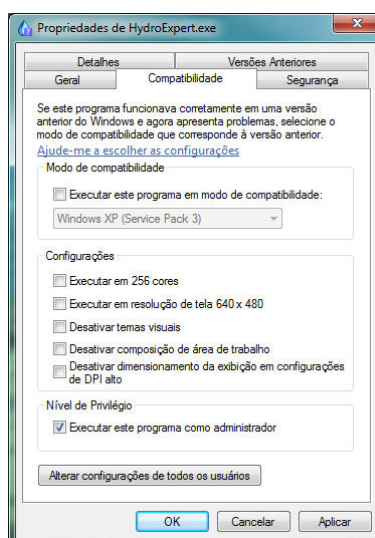 Propriedades de HydroExpert.exe
Detalhes
Versões Anteriores
Geral
Compatibilidade
Segurança
Se este programa funcionava corretamente em uma versão
anterior do Windows e agora apresenta problemas, selecione o
modo de compatibilidade que corresponde à versão anterior.
Ajude-me a escolher as configurações
Modo de compatibilidade
Executar este programa em modo de compatibilidade:
Windows XP (Service Pack 3)
Configurações
Executar em 256 cores
Executar em resolução de tela 640 x 480
Desativar temas visuais
Desativar composição de área de trabalho
Desativar dimensionamento da exibição em configurações
de DPI alto
Nível de Privilégio
Executar este programa como administrador
Alterar configurações de todos os usuários
OK
Cancelar
Aplicar